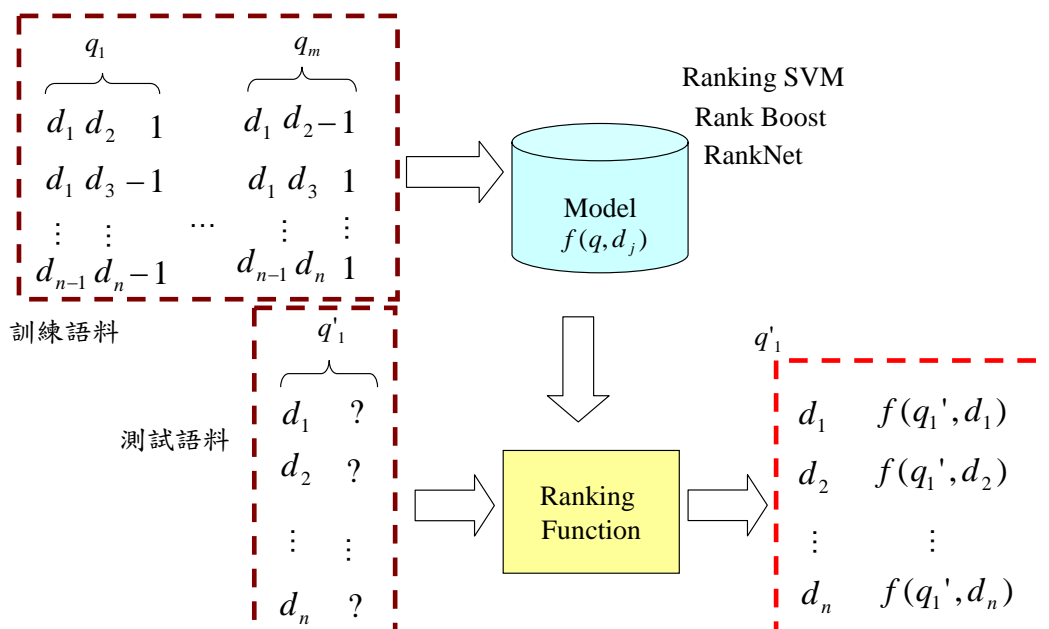 q₁ qₘ
d₁ d₂ 1 d₁ d₂ −1
d₁ d₃ −1 d₁ d₃ 1
⋮ ⋮ … ⋮ ⋮
dₙ₋₁ dₙ −1 dₙ₋₁ dₙ 1
訓練語料
Ranking SVM
Rank Boost
RankNet
Model
f(q, dⱼ)
測試語料
q'₁
d₁ ?
d₂ ?
⋮ ⋮
dₙ ?
Ranking
Function
q'₁
d₁ f(q₁', d₁)
d₂ f(q₁', d₂)
⋮ ⋮
dₙ f(q₁', dₙ)